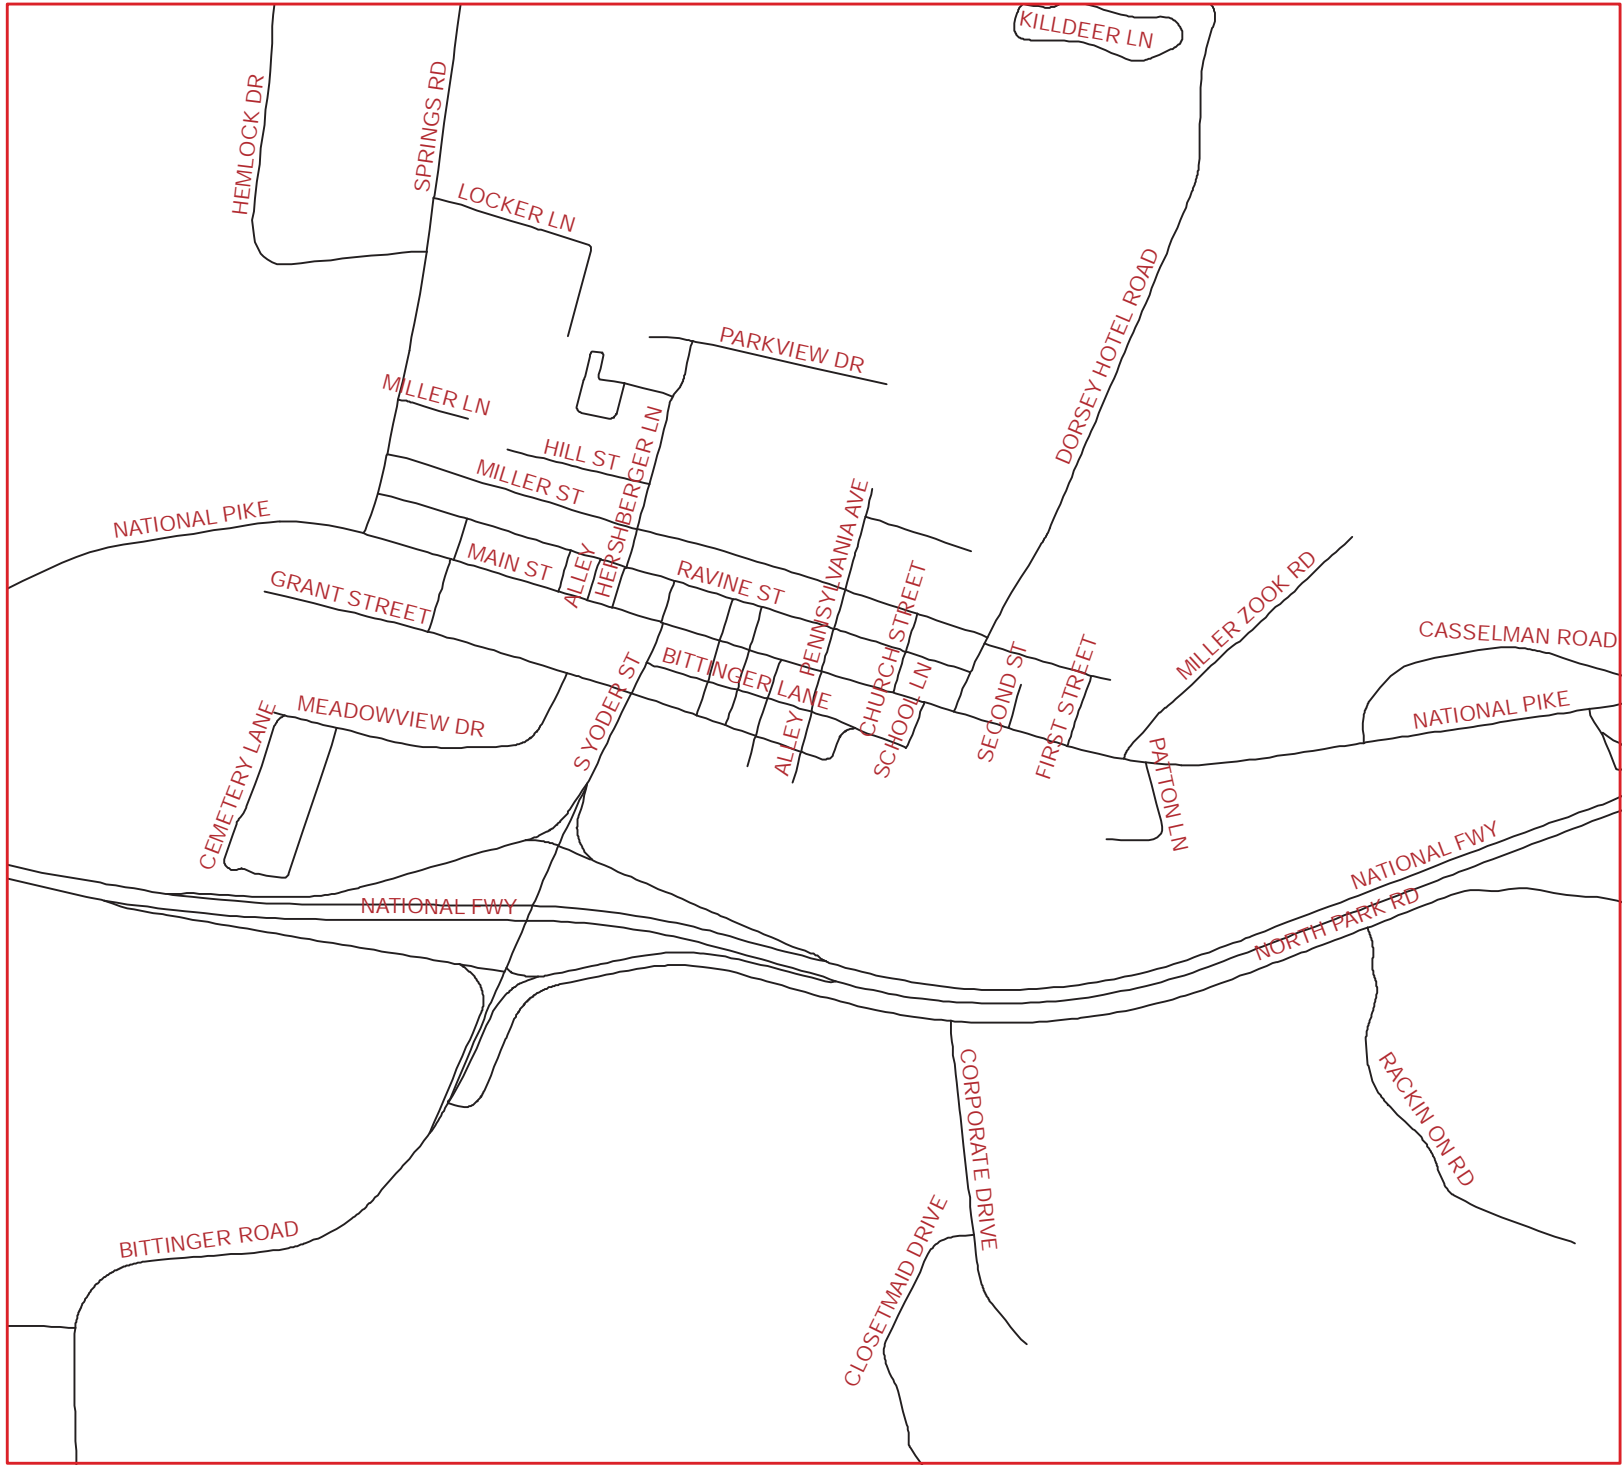 KILLDEER LN
HEMLOCK DR
SPRINGS RD
LOCKER LN
DORSEY HOTEL ROAD
PARKVIEW DR
MILLER LN
HILL ST
HERSHBERGER LN
MILLER ST
NATIONAL PIKE
MAIN ST
ALLEY
RAVINE ST
PENNSYLVANIA AVE
CHURCH STREET
GRANT STREET
MILLER ZOOK RD
CASSELMAN ROAD
BITTINGER LANE
SCHOOL LN
SECOND ST
FIRST STREET
S YODER ST
ALLEY
MEADOWVIEW DR
CEMETERY LANE
NATIONAL PIKE
PATTON LN
NATIONAL FWY
NATIONAL FWY
NORTH PARK RD
CORPORATE DRIVE
RACKIN ON RD
BITTINGER ROAD
CLOSETMAID DRIVE